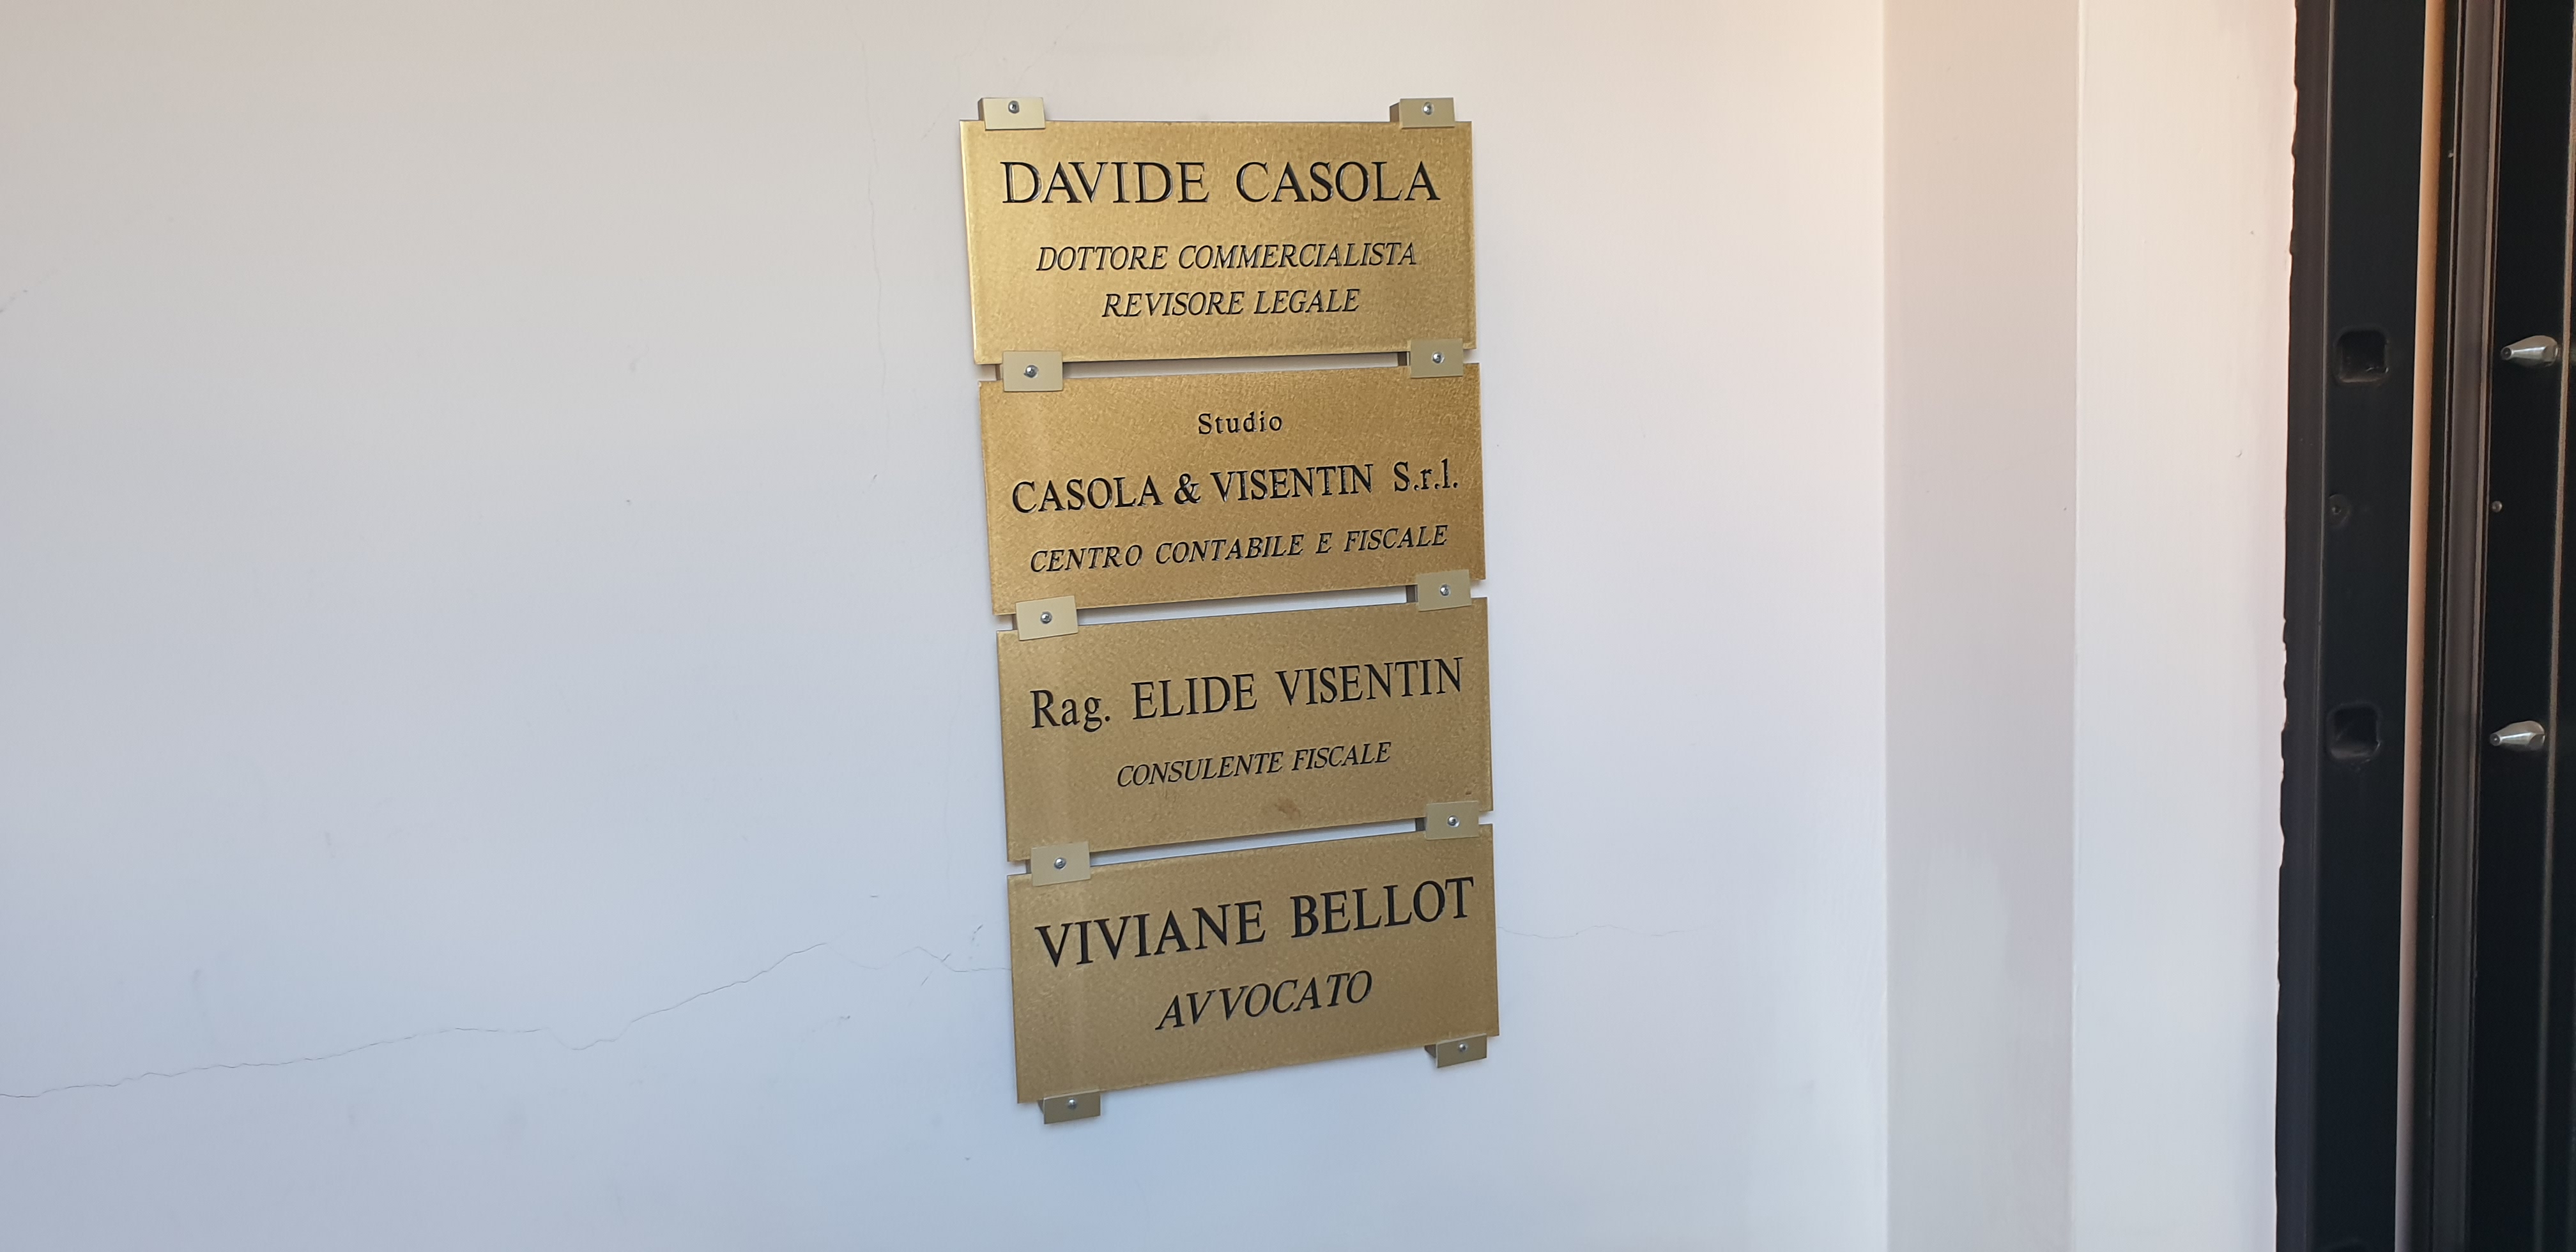 DAVIDE CASOLA
DOTTORE COMMERCIALISTA
REVISORE LEGALE
Studio
CASOLA & VISENTIN S.r.l.
CENTRO CONTABILE E FISCALE
Rag. ELIDE VISENTIN
CONSULENTE FISCALE
VIVIANE BELLOT
AVVOCATO